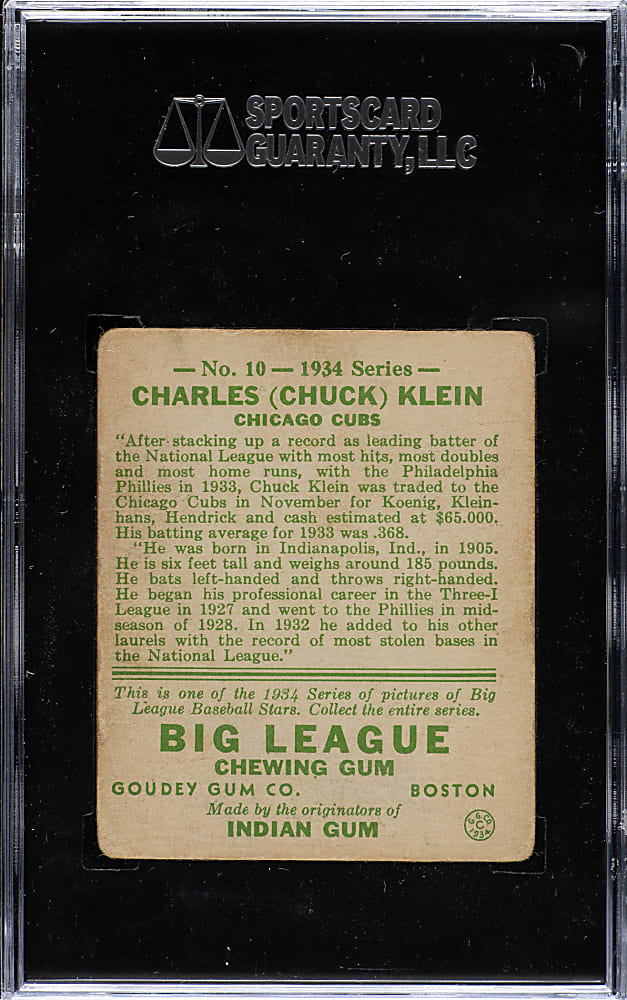 SPORTSCARD
GUARANTY, LLC
— No. 10 — 1934 Series —
CHARLES (CHUCK) KLEIN
CHICAGO CUBS
"After stacking up a record as leading batter of
the National League with most hits, most doubles
and most home runs, with the Philadelphia
Phillies in 1933, Chuck Klein was traded to the
Chicago Cubs in November for Koenig, Klein-
hans, Hendrick and cash estimated at $65.000.
His batting average for 1933 was .368.
"He was born in Indianapolis, Ind., in 1905.
He is six feet tall and weighs around 185 pounds.
He bats left-handed and throws right-handed.
He began his professional career in the Three-I
League in 1927 and went to the Phillies in mid-
season of 1928. In 1932 he added to his other
laurels with the record of most stolen bases in
the National League."
This is one of the 1934 Series of pictures of Big
League Baseball Stars. Collect the entire series.
BIG LEAGUE
CHEWING GUM
GOUDEY GUM CO. BOSTON
Made by the originators of
INDIAN GUM
G. G. CO.
C
1934